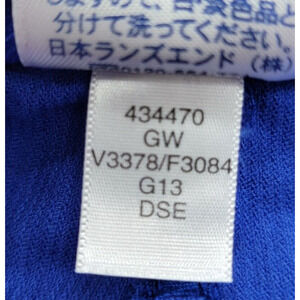 分けて洗ってください。
日本ランズエンド（株）
434470
GW
V3378/F3084
G13
DSE